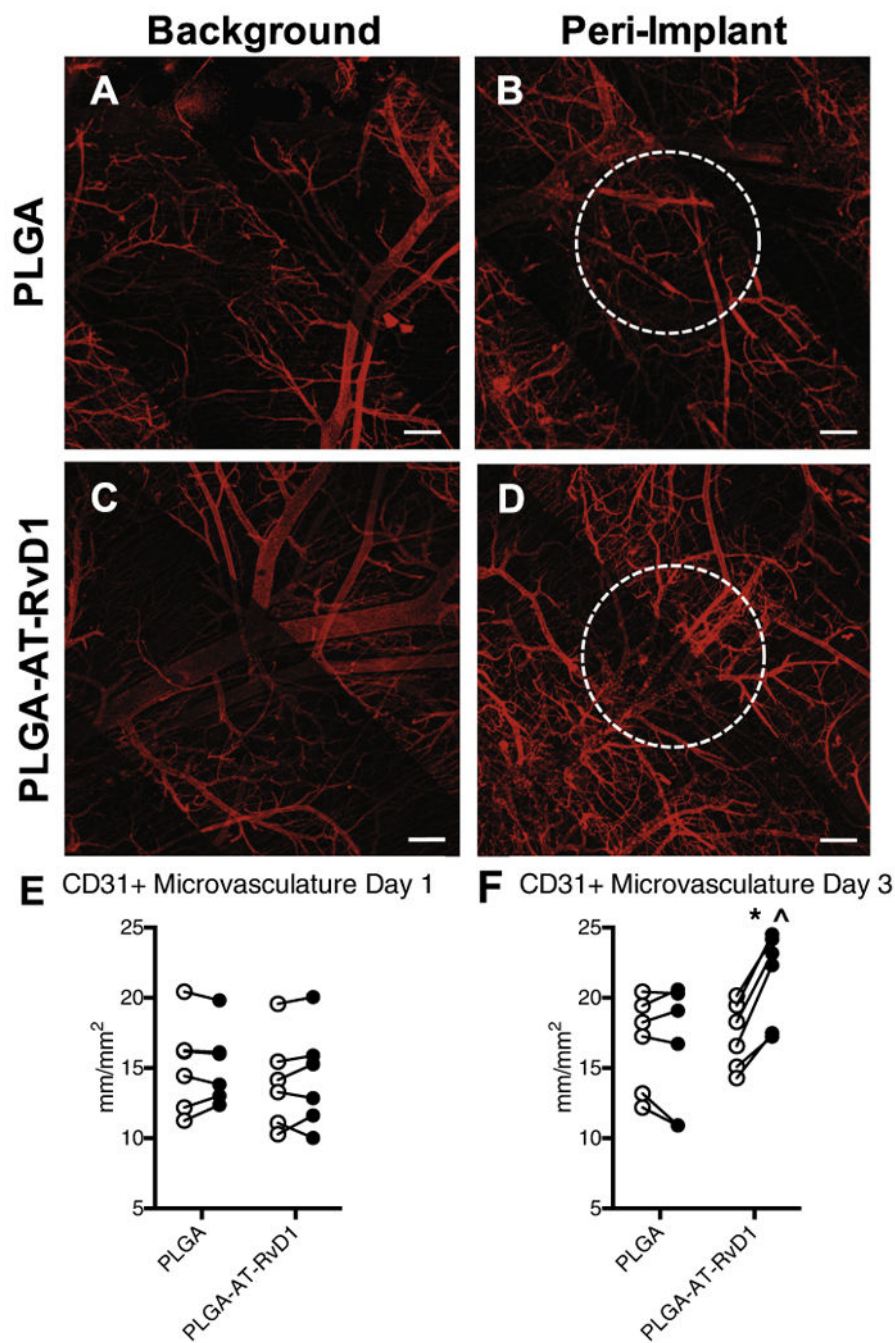 Background
Peri-Implant
PLGA
A
B
PLGA-AT-RvD1
C
D
E CD31+ Microvasculature Day 1
F CD31+ Microvasculature Day 3
* ^
25
20
15
10
5
mm/mm²
PLGA
PLGA-AT-RvD1
25
20
15
10
5
mm/mm²
PLGA
PLGA-AT-RvD1